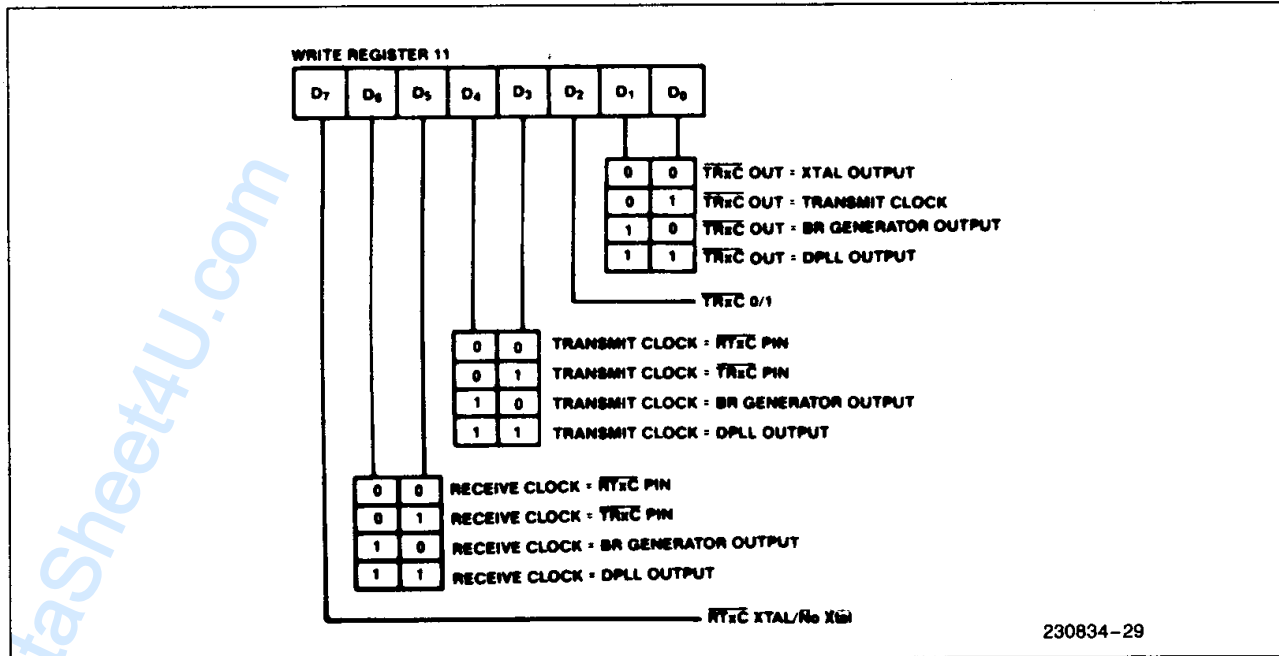 WRITE REGISTER 11
D7 D6 D5 D4 D3 D2 D1 D0
0 0 TRxC OUT = XTAL OUTPUT
0 1 TRxC OUT = TRANSMIT CLOCK
1 0 TRxC OUT = BR GENERATOR OUTPUT
1 1 TRxC OUT = DPLL OUTPUT
TRxC 0/1
0 0 TRANSMIT CLOCK = RTxC PIN
0 1 TRANSMIT CLOCK = TRxC PIN
1 0 TRANSMIT CLOCK = BR GENERATOR OUTPUT
1 1 TRANSMIT CLOCK = DPLL OUTPUT
0 0 RECEIVE CLOCK = RTxC PIN
0 1 RECEIVE CLOCK = TRxC PIN
1 0 RECEIVE CLOCK = BR GENERATOR OUTPUT
1 1 RECEIVE CLOCK = DPLL OUTPUT
RTxC XTAL/No Xtal
230834-29
taSheet4U.com